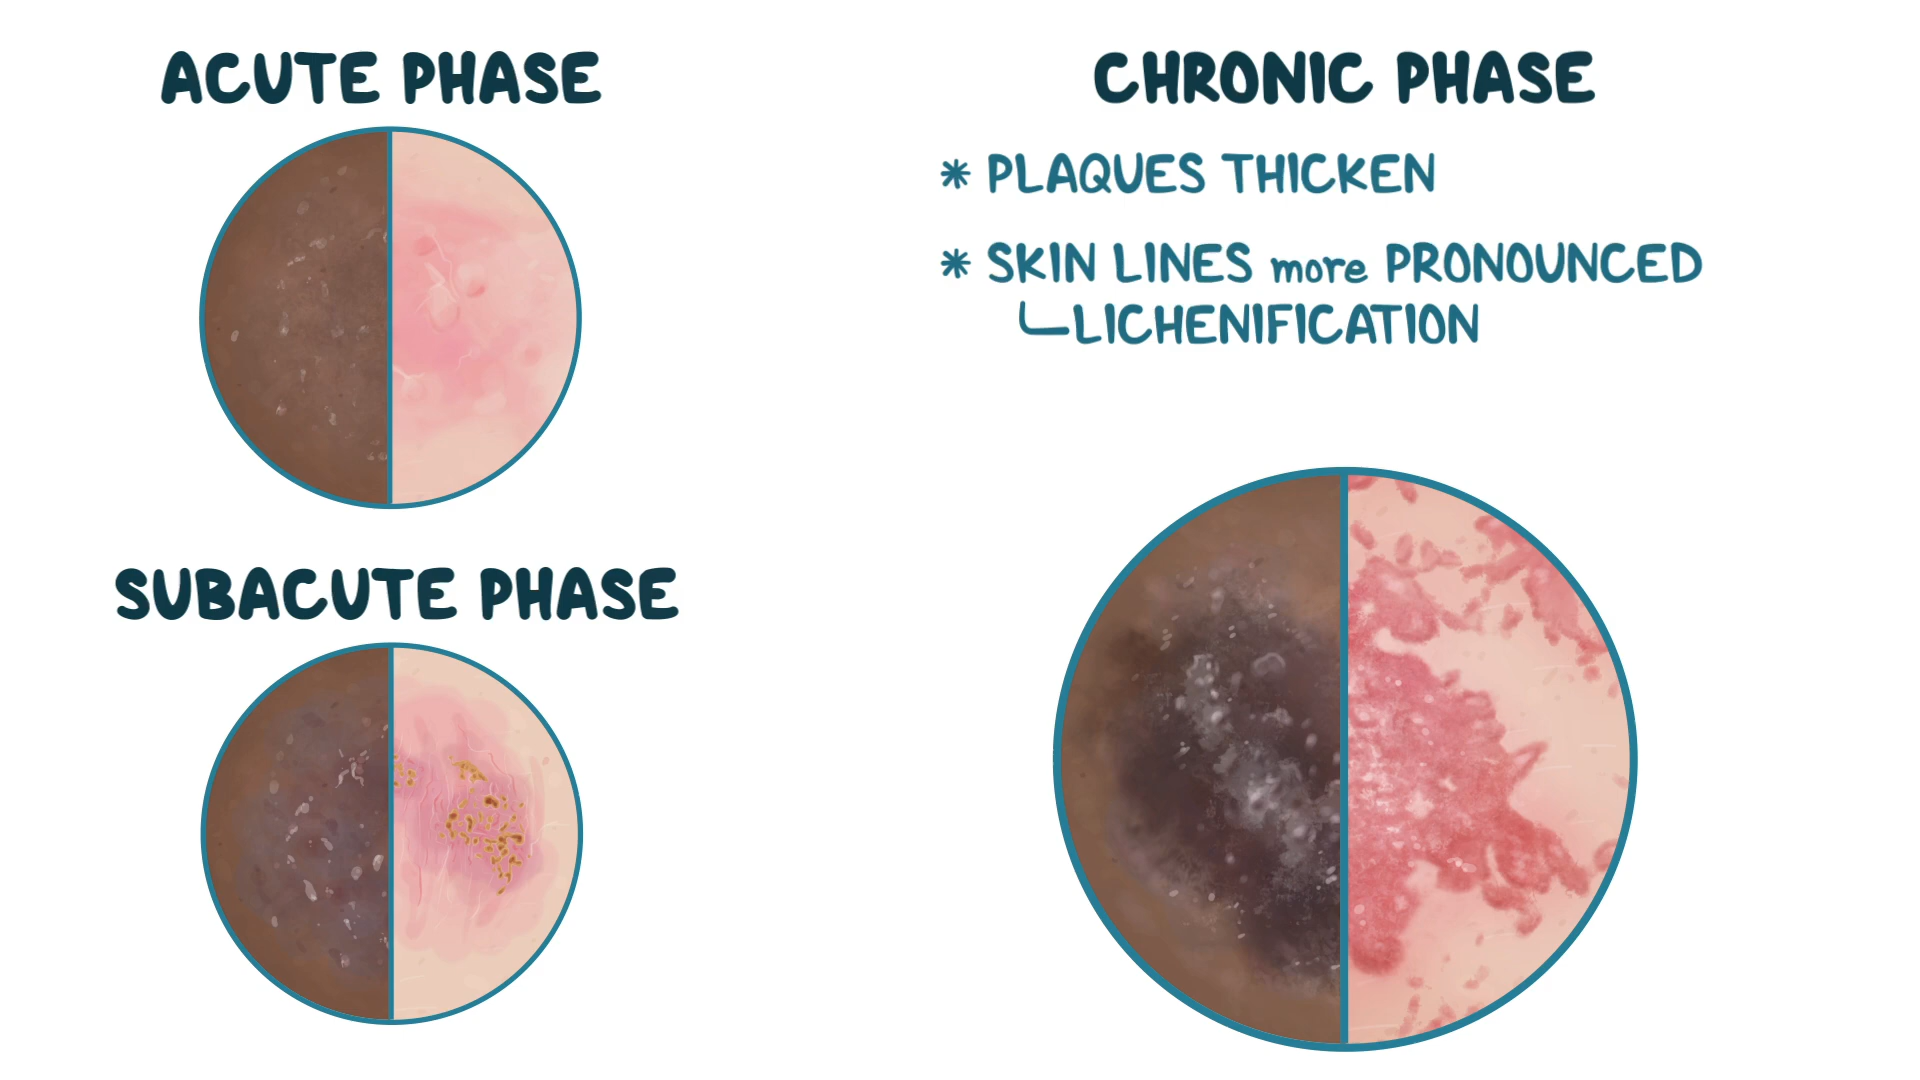 ACUTE PHASE
SUBACUTE PHASE
CHRONIC PHASE
* PLAQUES THICKEN
* SKIN LINES more PRONOUNCED
LICHENIFICATION